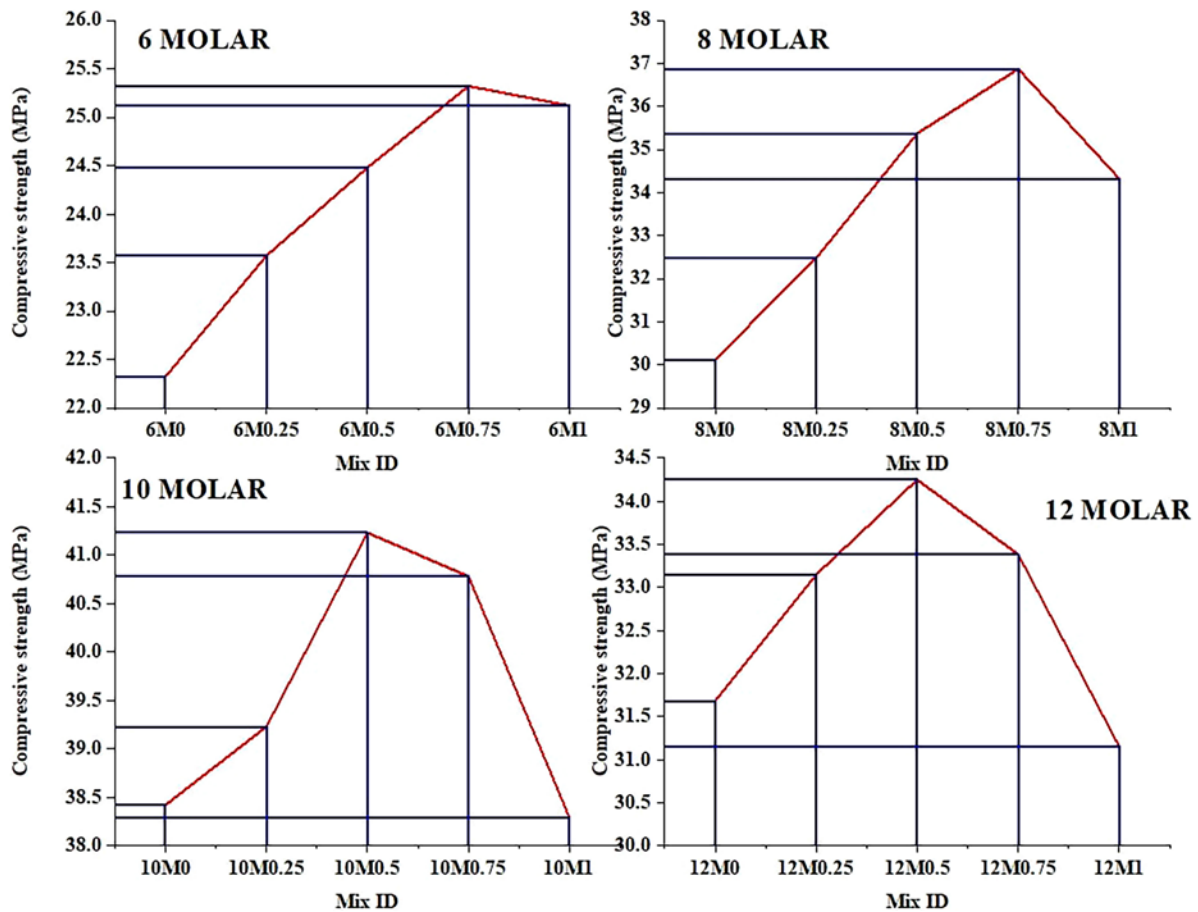 6 MOLAR
Compressive strength (MPa)
26.0
25.5
25.0
24.5
24.0
23.5
23.0
22.5
22.0
6M0 6M0.25 6M0.5 6M0.75 6M1
Mix ID
8 MOLAR
Compressive strength (MPa)
38
37
36
35
34
33
32
31
30
29
8M0 8M0.25 8M0.5 8M0.75 8M1
Mix ID
10 MOLAR
Compressive strength (MPa)
42.0
41.5
41.0
40.5
40.0
39.5
39.0
38.5
38.0
10M0 10M0.25 10M0.5 10M0.75 10M1
Mix ID
12 MOLAR
Compressive strength (MPa)
34.5
34.0
33.5
33.0
32.5
32.0
31.5
31.0
30.5
30.0
12M0 12M0.25 12M0.5 12M0.75 12M1
Mix ID